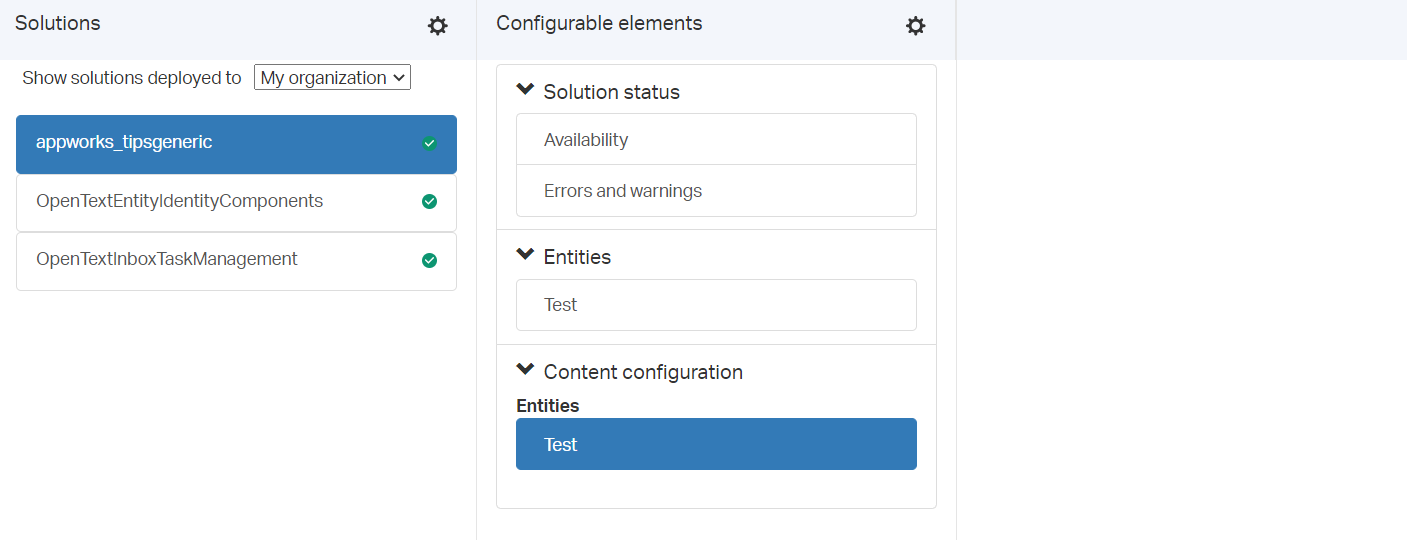 Solutions
Show solutions deployed to My organization
appworks_tipsgeneric
OpenTextEntityIdentityComponents
OpenTextInboxTaskManagement
Configurable elements
Solution status
Availability
Errors and warnings
Entities
Test
Content configuration
Entities
Test